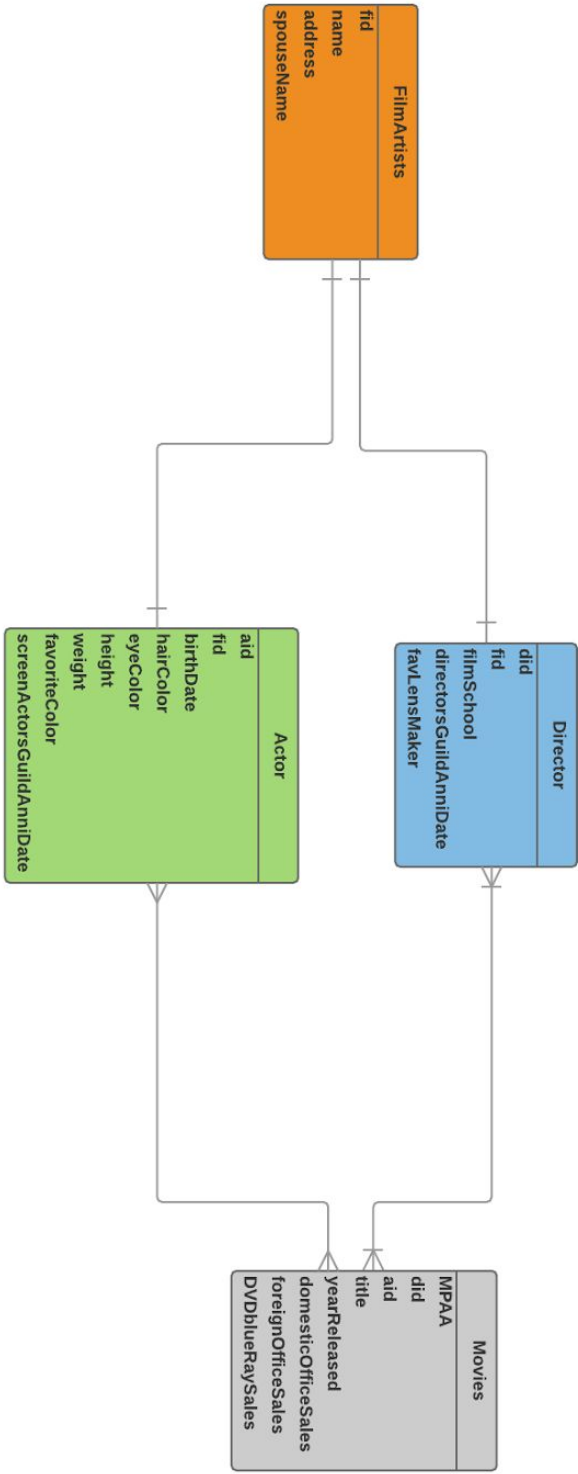 FilmArtists
fid
name
address
spouseName
Director
did
fid
filmSchool
directorsGuildAnniDate
favLensMaker
Actor
aid
fid
birthDate
hairColor
eyeColor
height
weight
favoriteColor
screenActorsGuildAnniDate
Movies
MPAA
did
aid
title
yearReleased
domesticOfficeSales
foreignOfficeSales
DVDblueRaySales